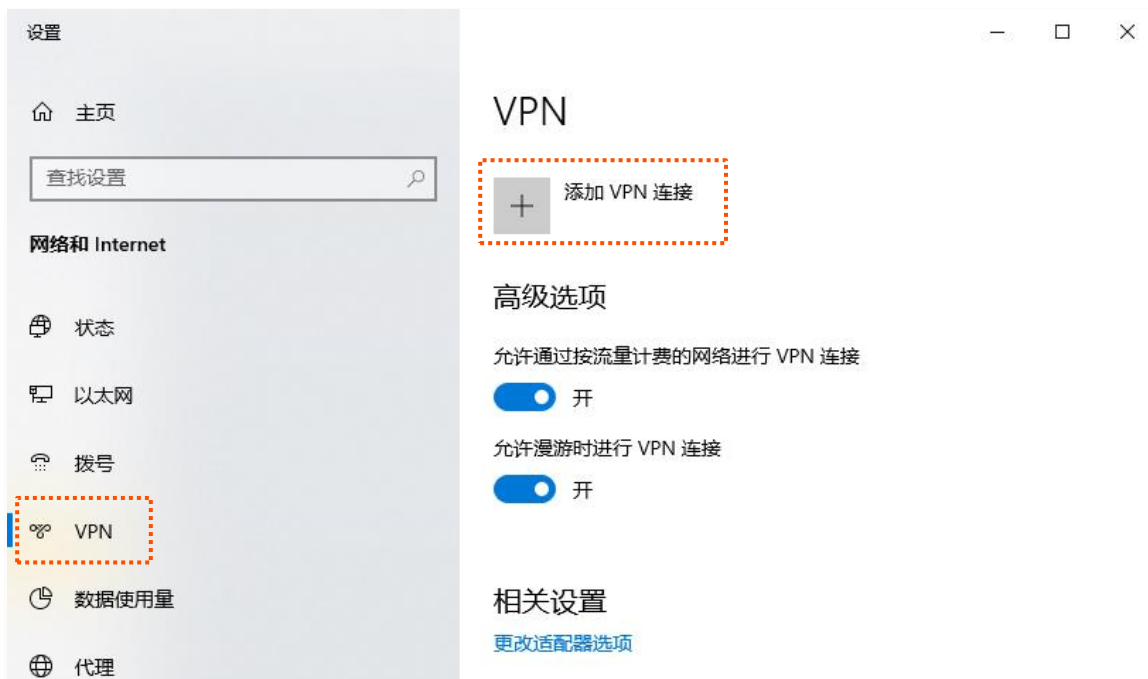 设置
主页
查找设置
网络和 Internet
状态
以太网
拨号
VPN
数据使用量
代理
VPN
添加 VPN 连接
高级选项
允许通过按流量计费的网络进行 VPN 连接
开
允许漫游时进行 VPN 连接
开
相关设置
更改适配器选项